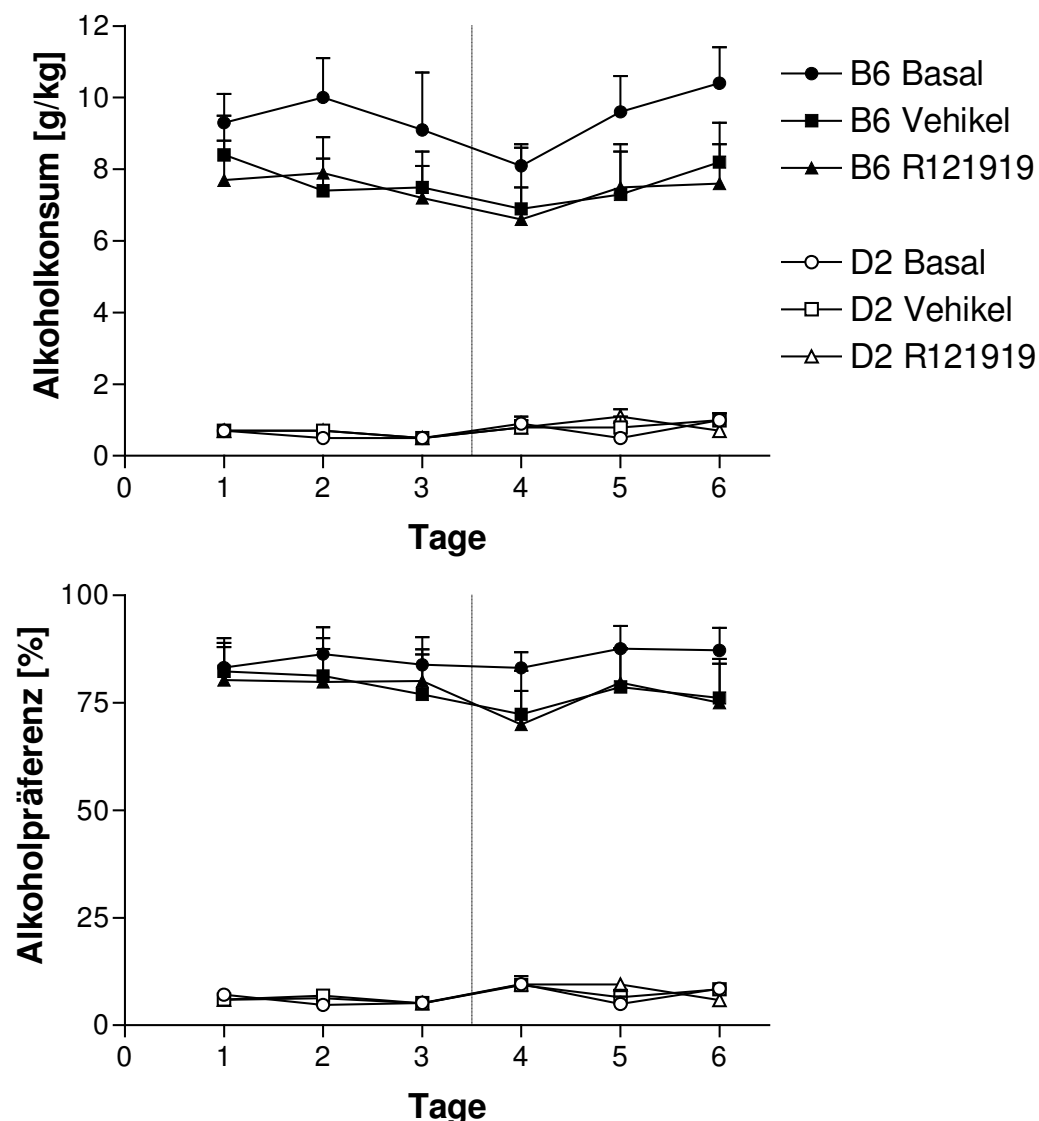 Alkoholkonsum [g/kg]
12
10
8
6
4
2
0
0 1 2 3 4 5 6
Tage
B6 Basal
B6 Vehikel
B6 R121919
D2 Basal
D2 Vehikel
D2 R121919
Alkoholpräferenz [%]
100
75
50
25
0
0 1 2 3 4 5 6
Tage